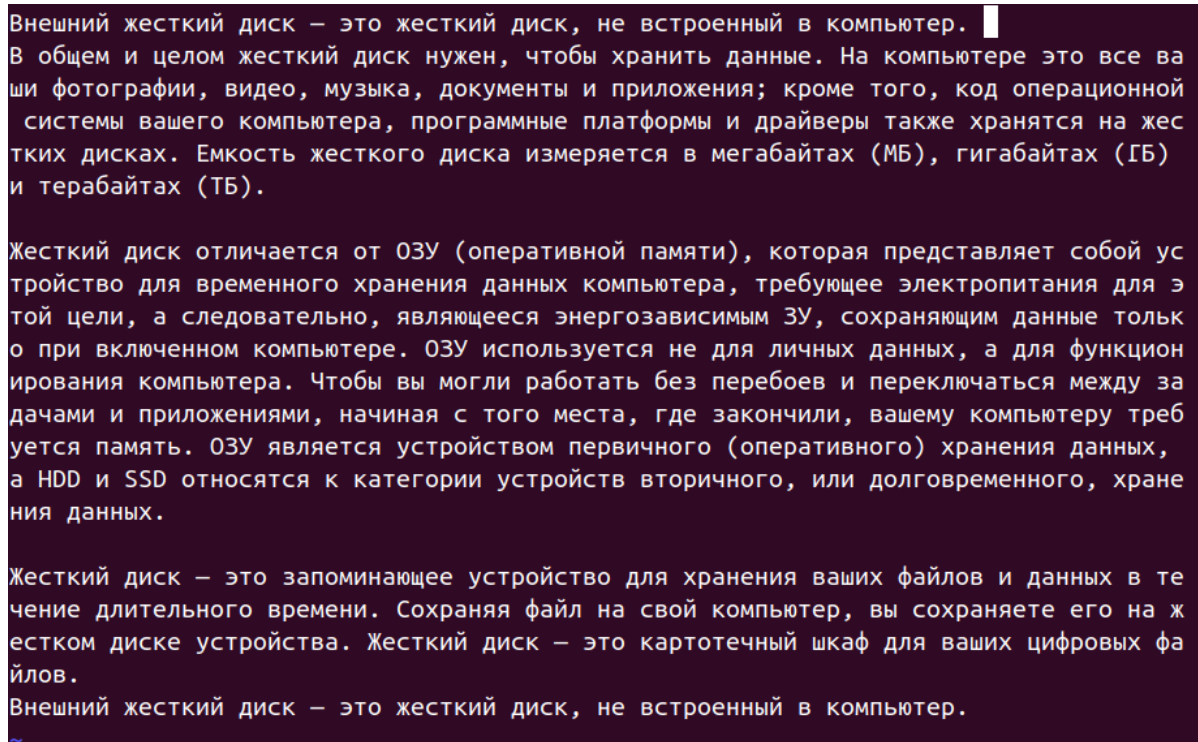 Внешний жесткий диск — это жесткий диск, не встроенный в компьютер.
В общем и целом жесткий диск нужен, чтобы хранить данные. На компьютере это все ва
ши фотографии, видео, музыка, документы и приложения; кроме того, код операционной
 системы вашего компьютера, программные платформы и драйверы также хранятся на жес
тких дисках. Емкость жесткого диска измеряется в мегабайтах (МБ), гигабайтах (ГБ)
и терабайтах (ТБ).

Жесткий диск отличается от ОЗУ (оперативной памяти), которая представляет собой ус
тройство для временного хранения данных компьютера, требующее электропитания для э
той цели, а следовательно, являющееся энергозависимым ЗУ, сохраняющим данные тольк
о при включенном компьютере. ОЗУ используется не для личных данных, а для функцион
ирования компьютера. Чтобы вы могли работать без перебоев и переключаться между за
дачами и приложениями, начиная с того места, где закончили, вашему компьютеру треб
уется память. ОЗУ является устройством первичного (оперативного) хранения данных,
а HDD и SSD относятся к категории устройств вторичного, или долговременного, хране
ния данных.

Жесткий диск — это запоминающее устройство для хранения ваших файлов и данных в те
чение длительного времени. Сохраняя файл на свой компьютер, вы сохраняете его на ж
естком диске устройства. Жесткий диск — это картотечный шкаф для ваших цифровых фа
йлов.
Внешний жесткий диск — это жесткий диск, не встроенный в компьютер.
~